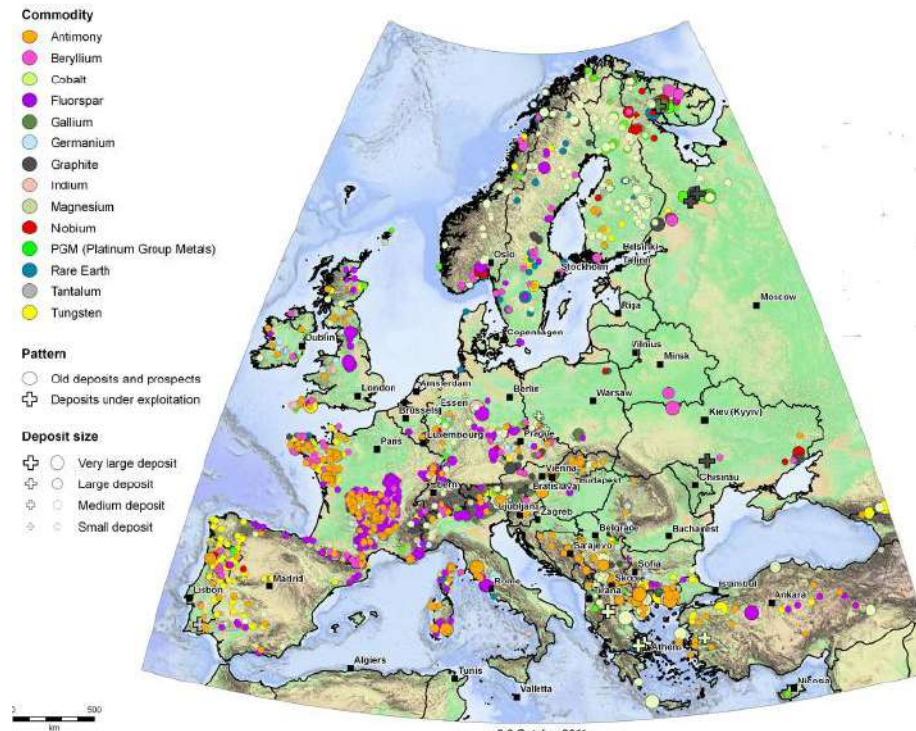 Commodity
Antimony
Beryllium
Cobalt
Fluorspar
Gallium
Germanium
Graphite
Indium
Magnesium
Niobium
PGM (Platinum Group Metals)
Rare Earth
Tantalum
Tungsten
Pattern
Old deposits and prospects
Deposits under exploitation
Deposit size
Very large deposit
Large deposit
Medium deposit
Small deposit
0 500
km
Oslo
Helsinki
Stockholm
Tallinn
Riga
Moscow
Dublin
Copenhagen
Vilnius
Minsk
London
Amsterdam
Berlin
Essen
Warsaw
Brussels
Kiev (Kyyiv)
Luxembourg
Prague
Paris
Vienna
Bratislava
Budapest
Chisinau
Bern
Ljubljana
Zagreb
Belgrade
Bucharest
Sarajevo
Sofia
Skopje
Istanbul
Madrid
Rome
Tirana
Ankara
Lisbon
Athens
Algiers
Tunis
Nicosia
Valletta